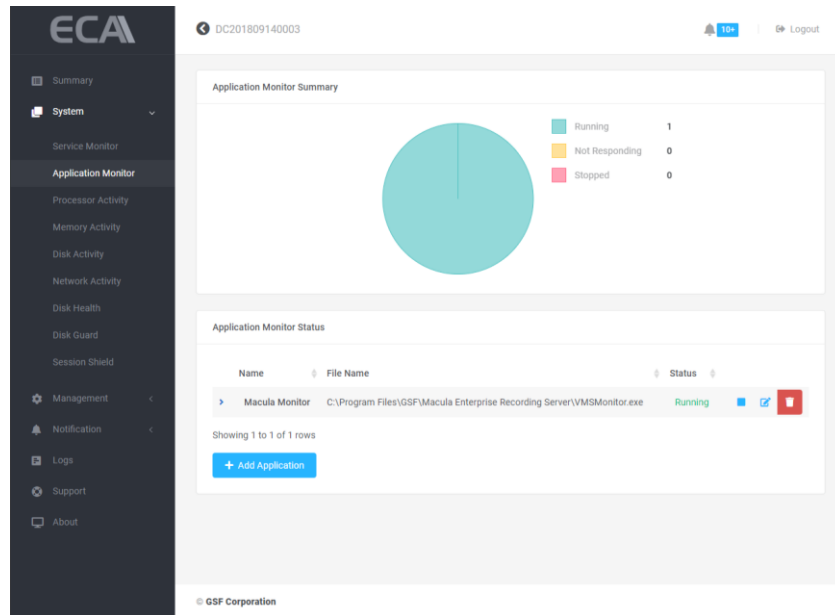 ECA
DC201809140003
10+
Logout
Summary
System
Service Monitor
Application Monitor
Processor Activity
Memory Activity
Disk Activity
Network Activity
Disk Health
Disk Guard
Session Shield
Management
Notification
Logs
Support
About
Application Monitor Summary
Running 1
Not Responding 0
Stopped 0
Application Monitor Status
Name File Name Status
Macula Monitor C:\Program Files\GSF\Macula Enterprise Recording Server\VMSMonitor.exe Running
Showing 1 to 1 of 1 rows
+ Add Application
© GSF Corporation